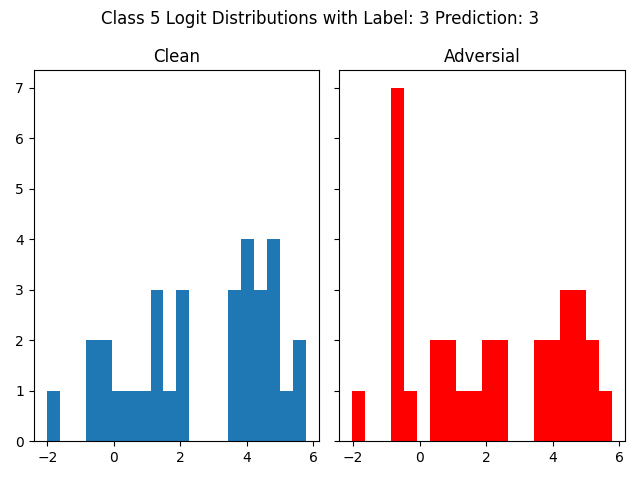 Class 5 Logit Distributions with Label: 3 Prediction: 3
Clean
Adversial
7
6
5
4
3
2
1
0
−2 0 2 4 6
−2 0 2 4 6